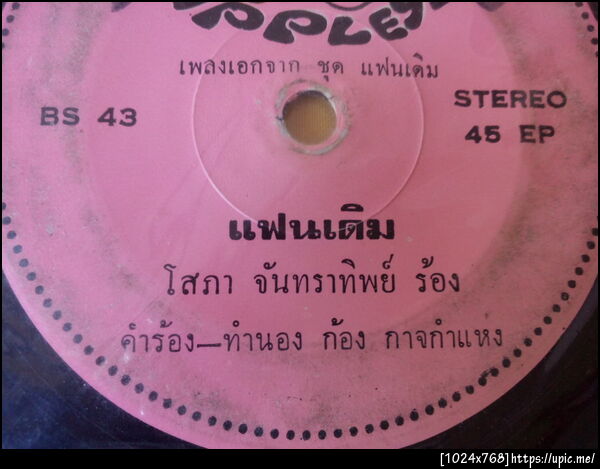 เพลงเอกจาก ชุด แฟนเดิม
BS 43
STEREO
45 EP
แฟนเดิม
โสภา จันทราทิพย์ ร้อง
คำร้อง—ทำนอง ก้อง กาจกำแหง
[1024x768]https://upic.me/